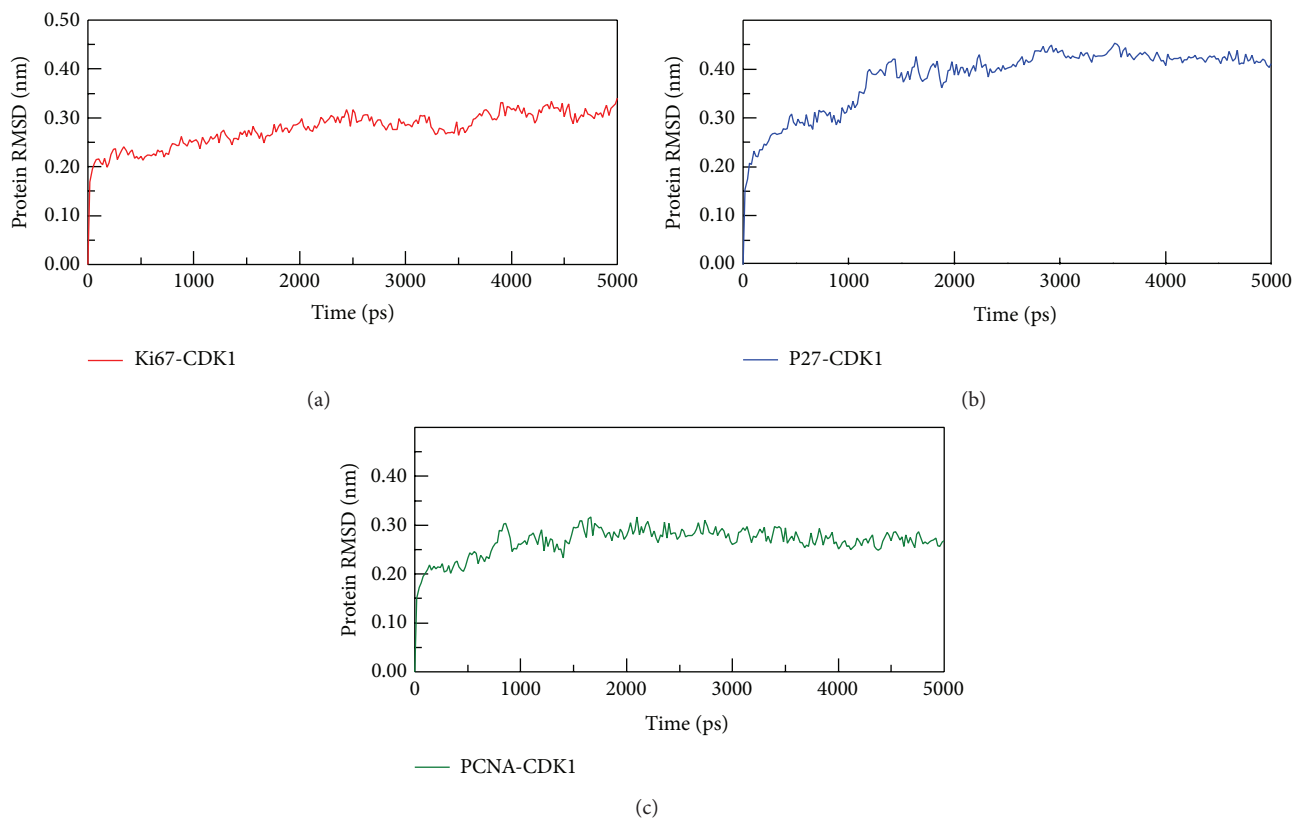 Protein RMSD (nm)
0.50
0.40
0.30
0.20
0.10
0.00
0 1000 2000 3000 4000 5000
Time (ps)
Ki67-CDK1
(a)
Protein RMSD (nm)
0.40
0.30
0.20
0.10
0.00
0 1000 2000 3000 4000 5000
Time (ps)
P27-CDK1
(b)
Protein RMSD (nm)
0.40
0.30
0.20
0.10
0.00
0 1000 2000 3000 4000 5000
Time (ps)
PCNA-CDK1
(c)